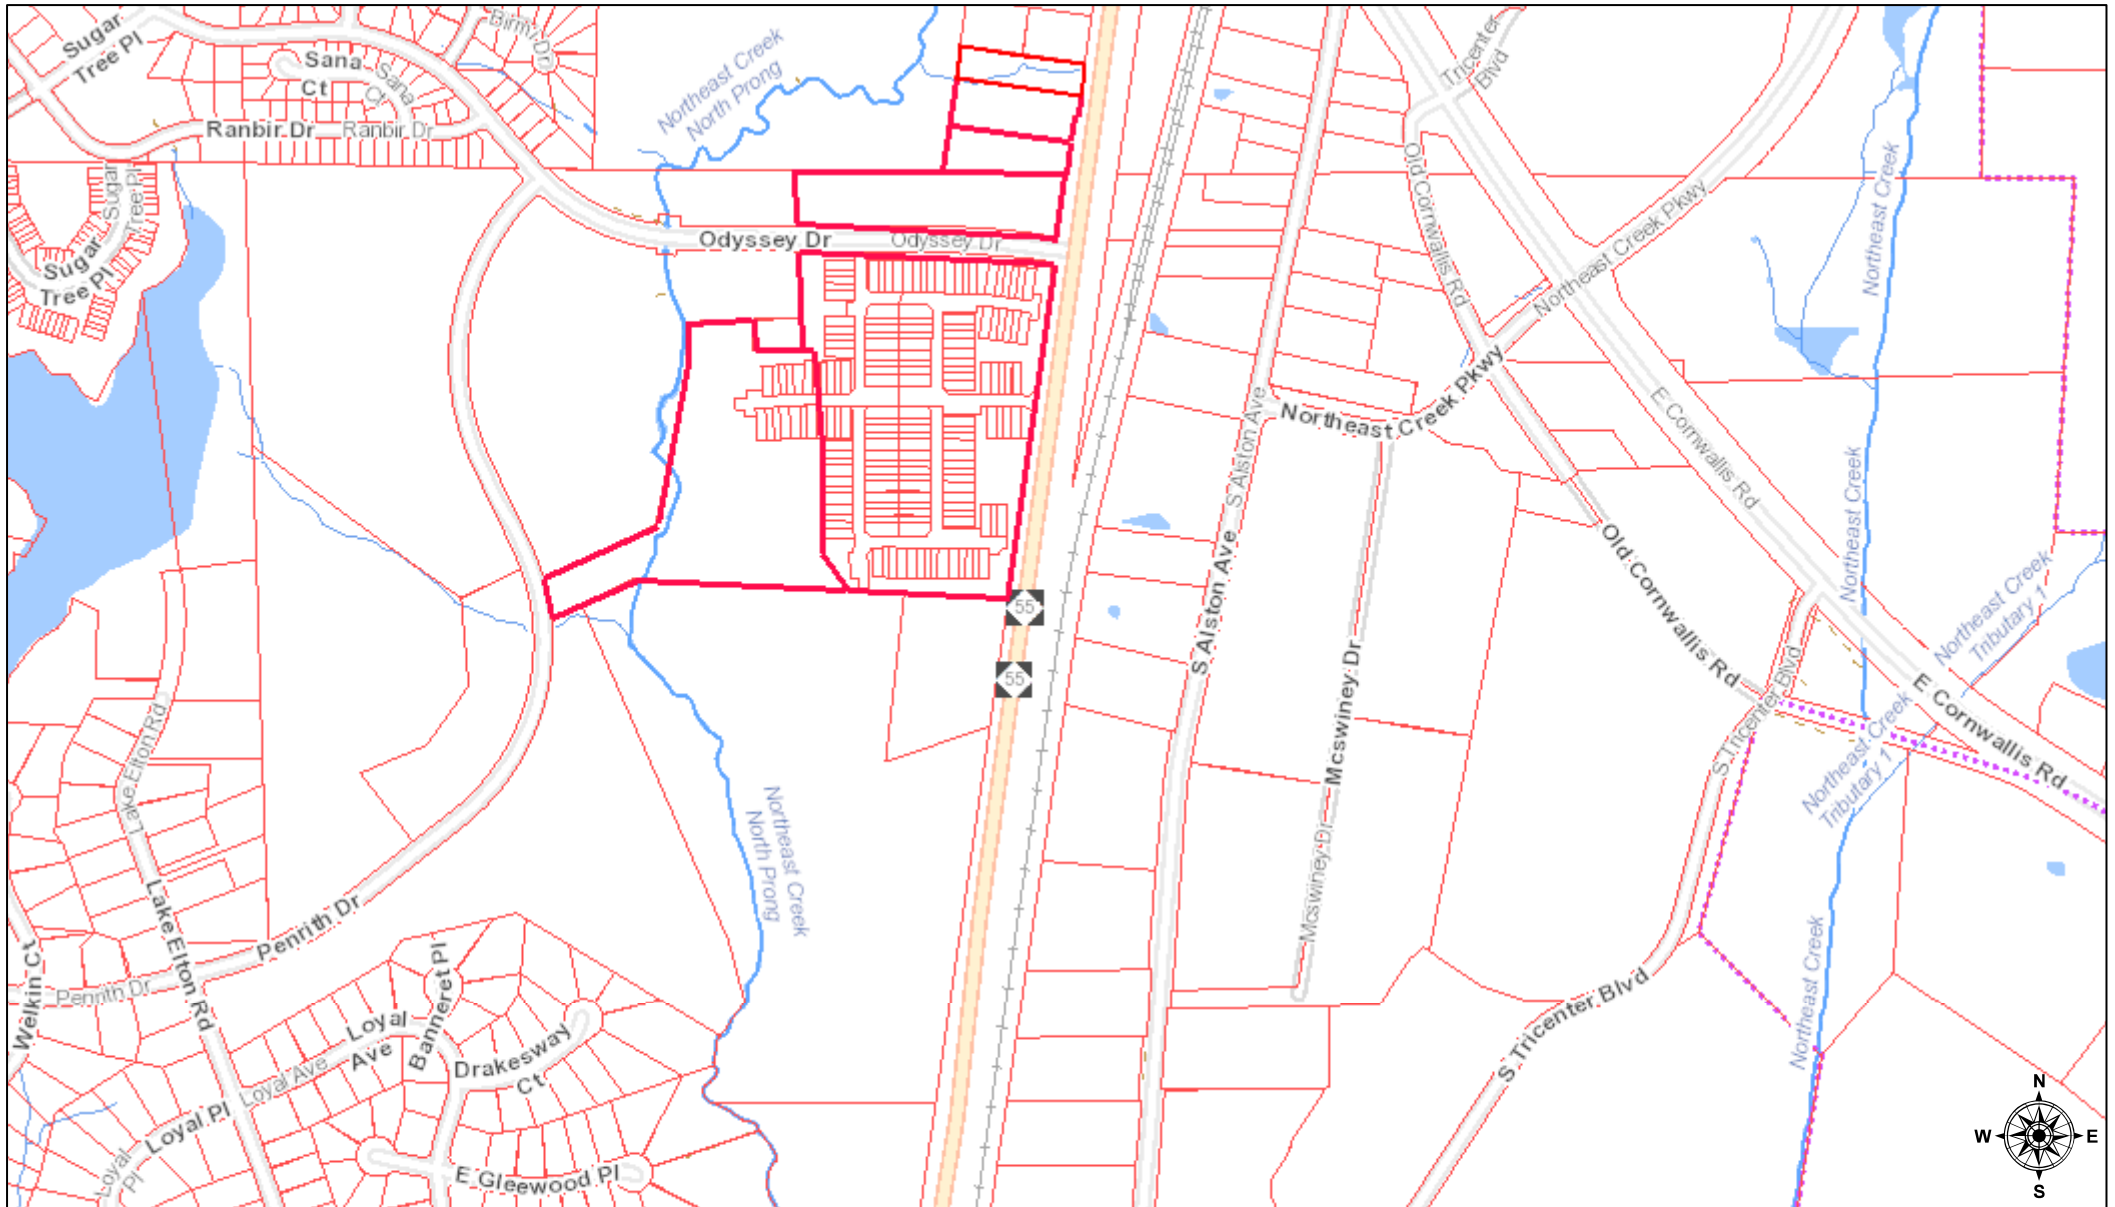 Sugar
Tree Pl
Birmy Dr
Sana
Ct
Sana
Ct
Ranbir Dr
Ranbir Dr
Northeast Creek
North Prong
Tricenter
Blvd
Sugar
Tree Pl
Sugar
Tree Pl
Odyssey Dr
Odyssey Dr
Old Cornwallis Rd
Northeast Creek Pkwy
Northeast Creek
Northeast Creek Pkwy
E Cornwallis Rd
S Alston Ave
S Alston Ave
Old Cornwallis Rd
Northeast Creek
Northeast Creek
Tributary 1
55
55
Mcswiney Dr
Mcswiney Dr
S Tricenter Blvd
E Cornwallis Rd
Northeast Creek
Tributary 1
Lake Elton Rd
Lake Elton Rd
Northeast Creek
North Prong
Penrith Dr
Penrith Dr
Welkin Ct
Banneret Pl
Loyal
Ave
Loyal Ave
Drakesway
Ct
Loyal Pl
Loyal
Pl
E Gleewood Pl
S Tricenter Blvd
Northeast Creek
N
W
E
S